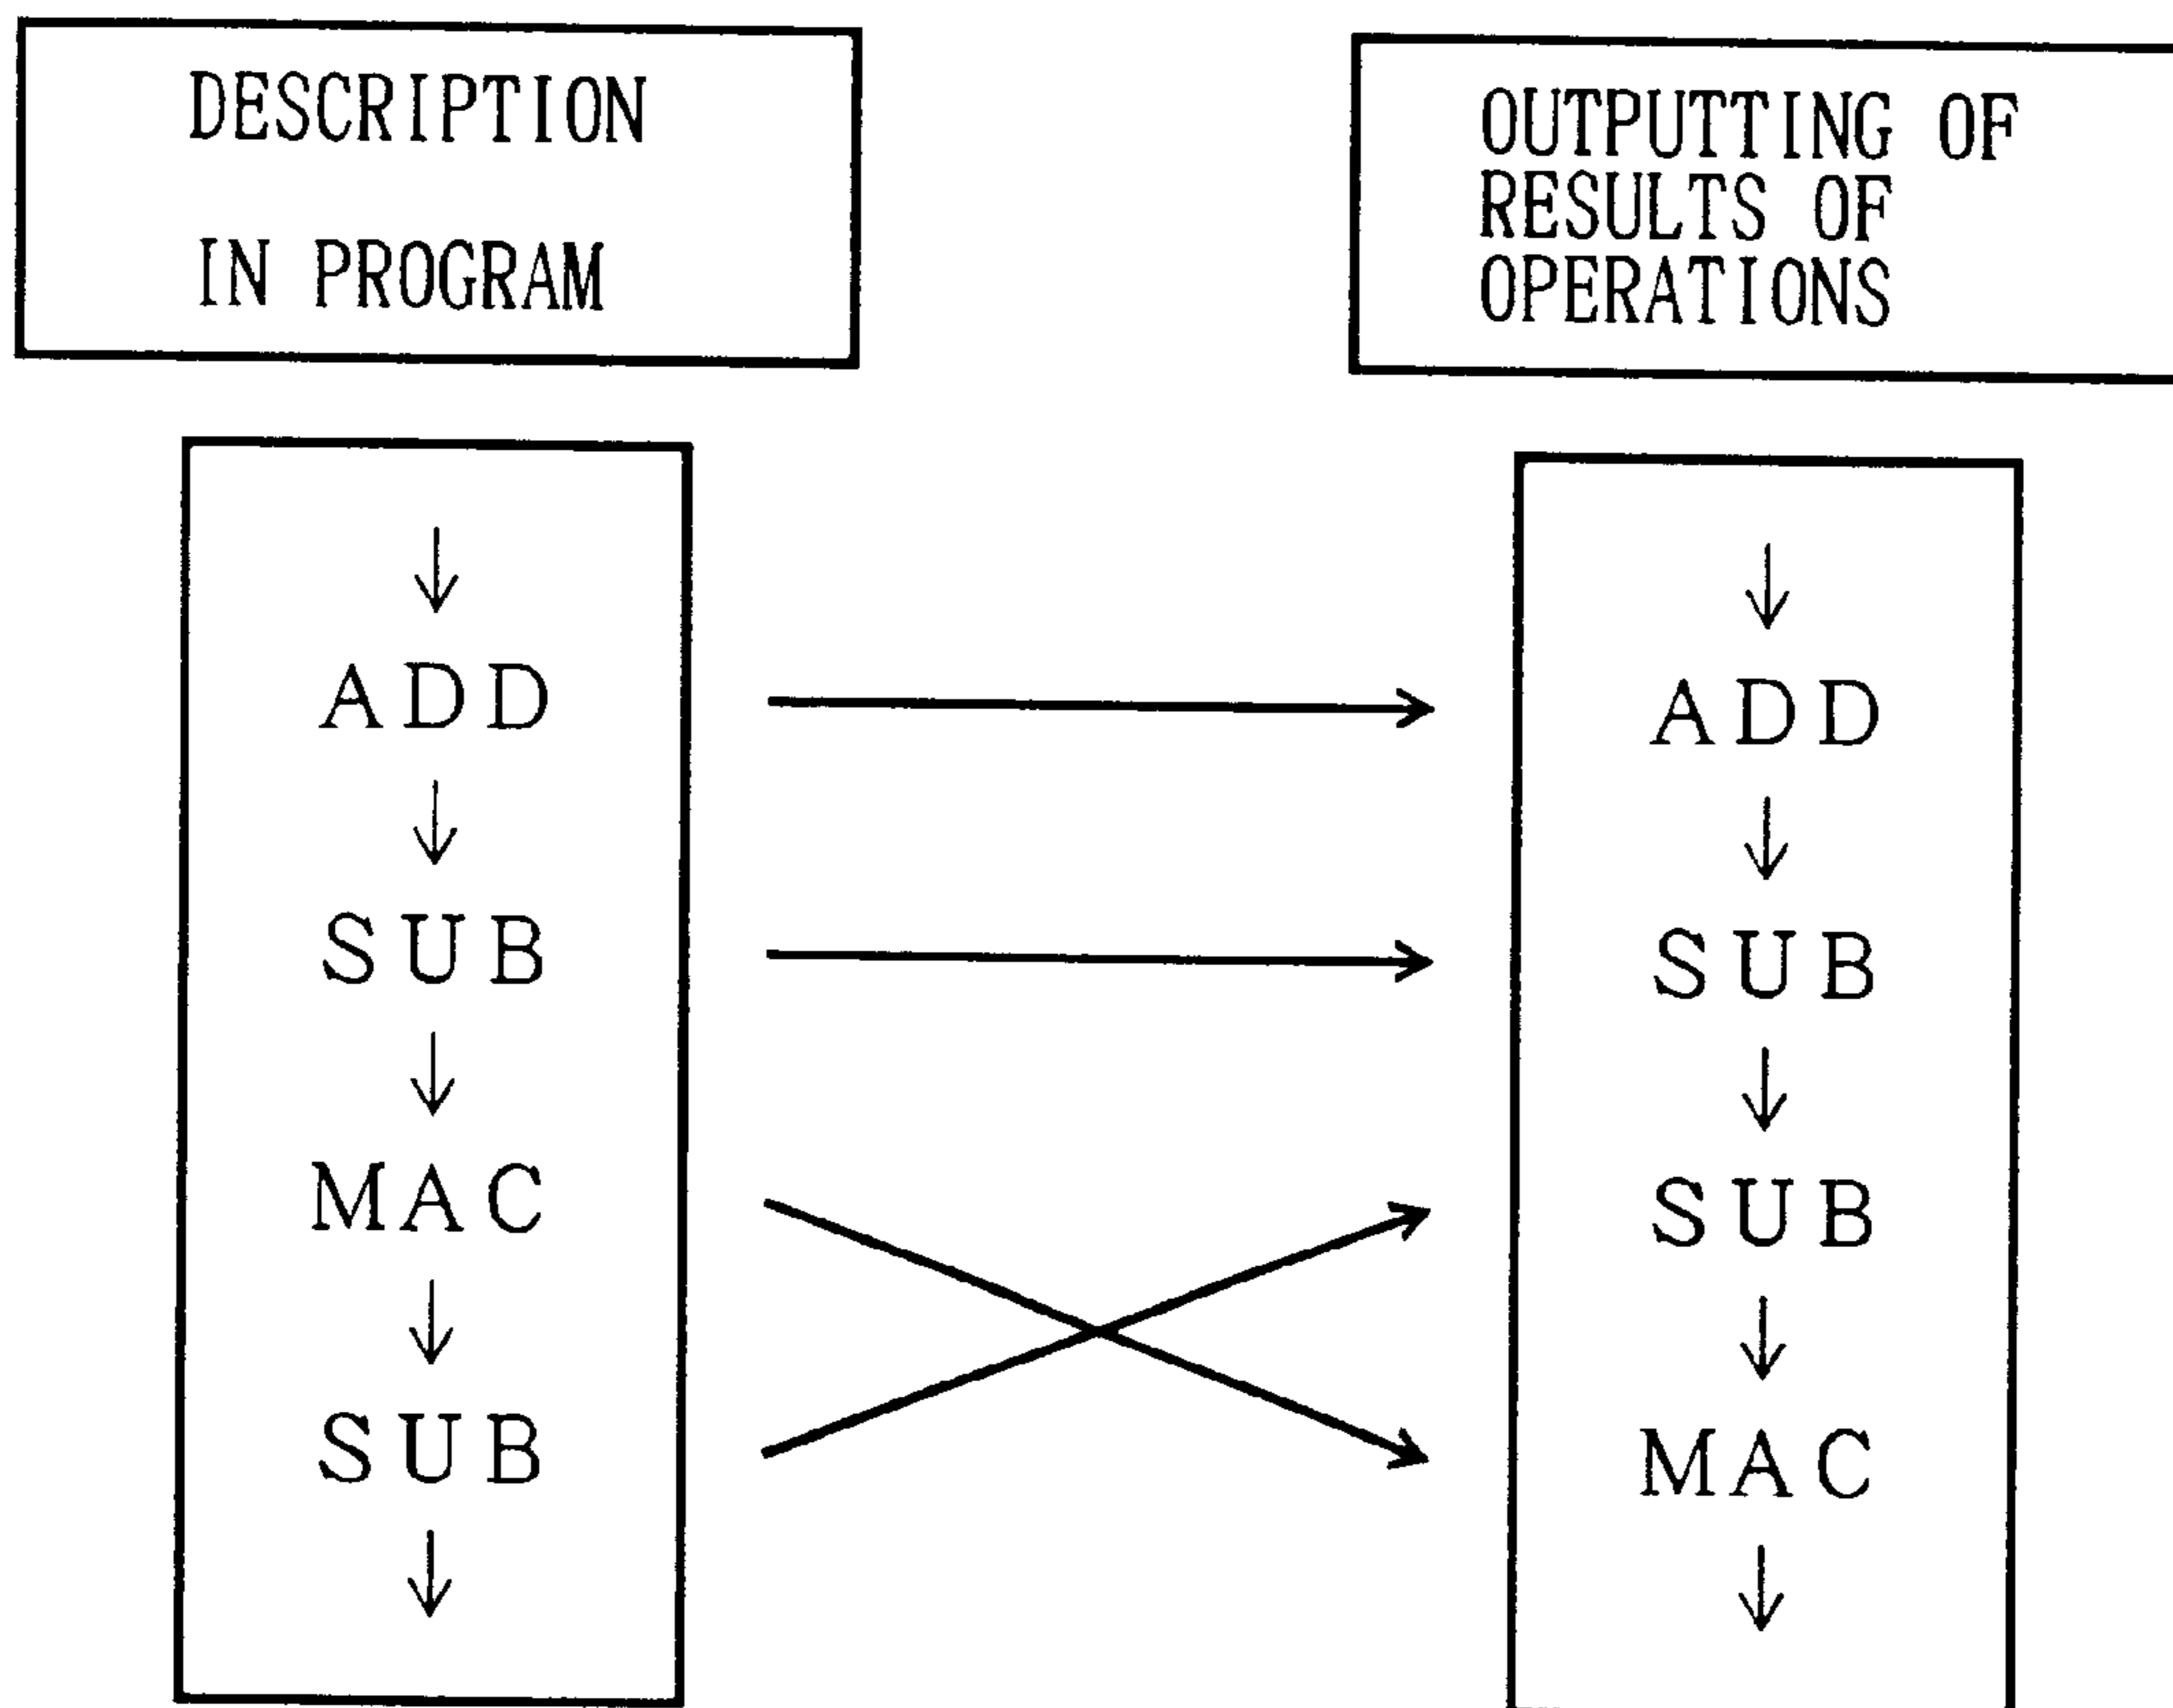 DESCRIPTION
IN PROGRAM
OUTPUTTING OF
RESULTS OF
OPERATIONS
ADD
SUB
MAC
SUB
ADD
SUB
SUB
MAC